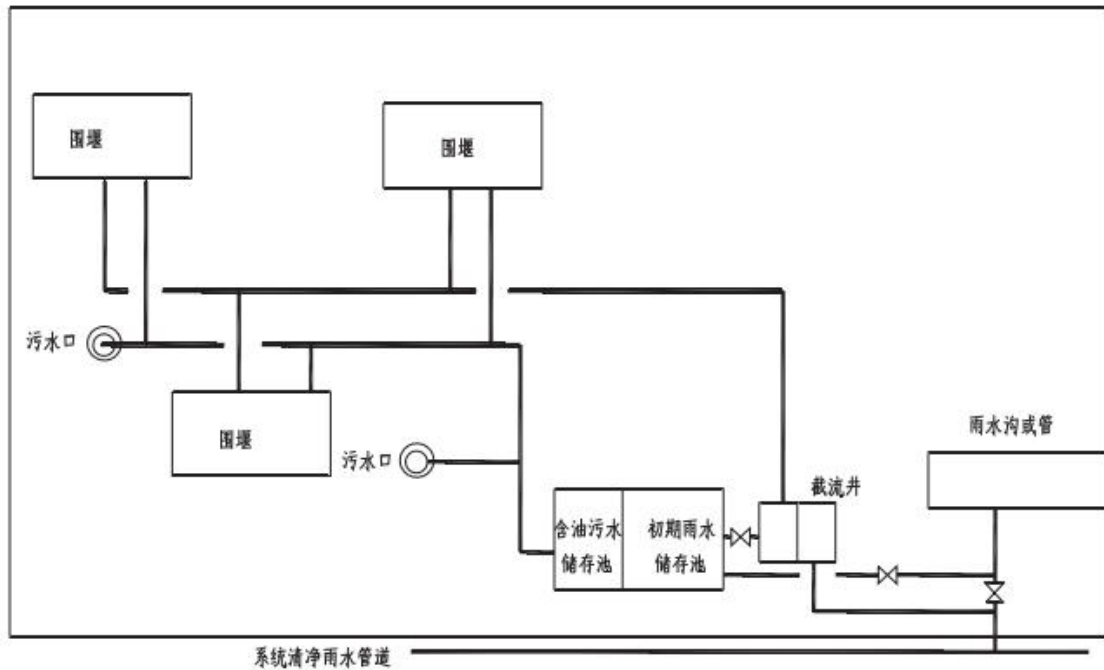 围堰
围堰
污水口
围堰
污水口
雨水沟或管
截流井
含油污水
储存池
初期雨水
储存池
系统清净雨水管道